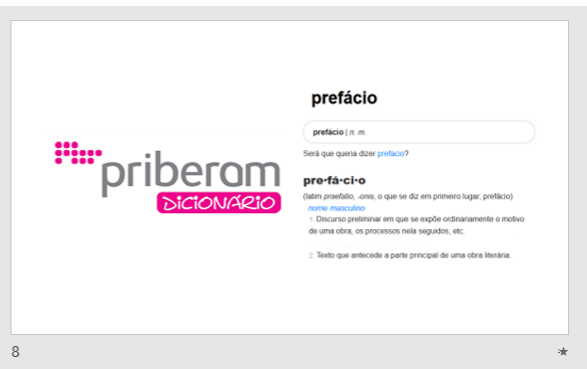 priberam
DICIONÁRIO
prefácio
prefácio | n. m.
Será que queria dizer prefacio?
pre•fá•ci•o
(latim praefatio, -onis, o que se diz em primeiro lugar, prefácio)
nome masculino
1. Discurso preliminar em que se expõe ordinariamente o motivo
de uma obra, os processos nela seguidos, etc.
2. Texto que antecede a parte principal de uma obra literária.
8